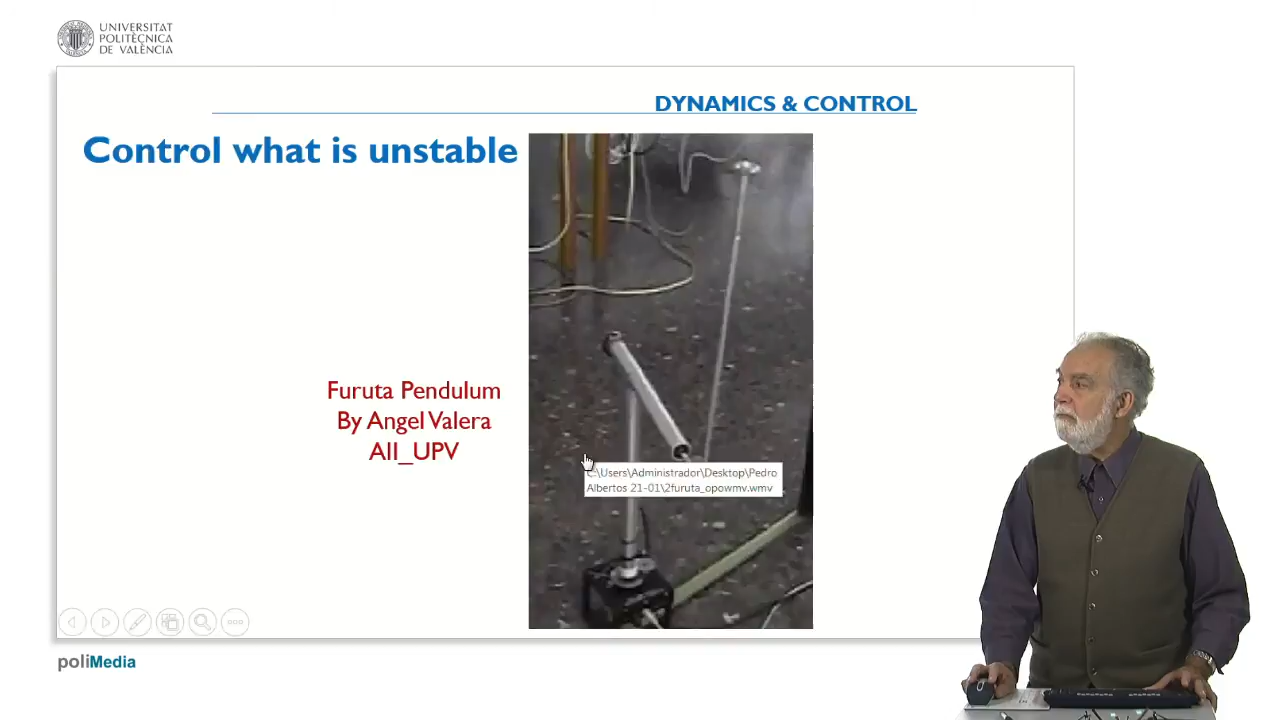 UNIVERSITAT
POLITÈCNICA
DE VALÈNCIA
DYNAMICS & CONTROL
Control what is unstable
Furuta Pendulum
By Angel Valera
AII_UPV
C:\Users\Administrador\Desktop\Pedro
Albertos 21-01\2furuta_opowmv.wmv
poliMedia